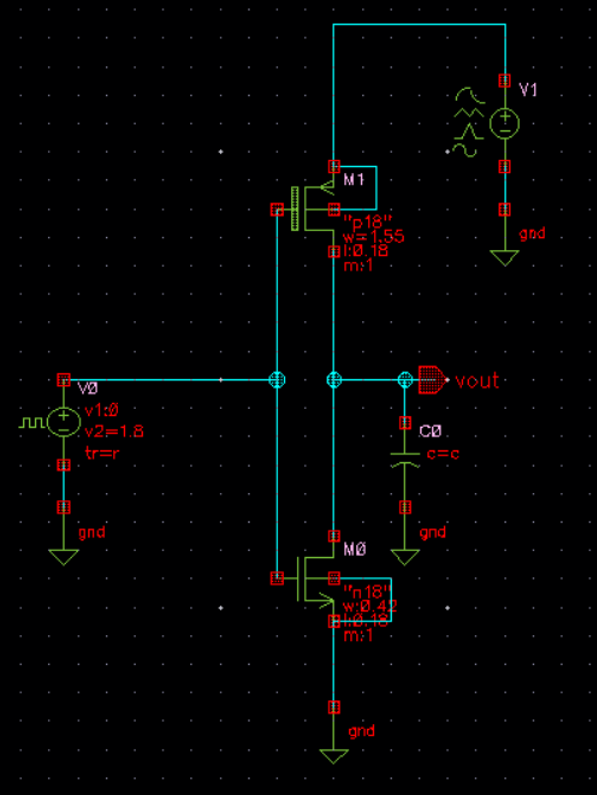 V1
M1
"p18"
w=1.55
l:0.18
m:1
gnd
V0
v1:0
v2=1.8
tr=r
gnd
vout
C0
c=c
gnd
M0
"n18"
w:0.42
l:0.18
m:1
gnd